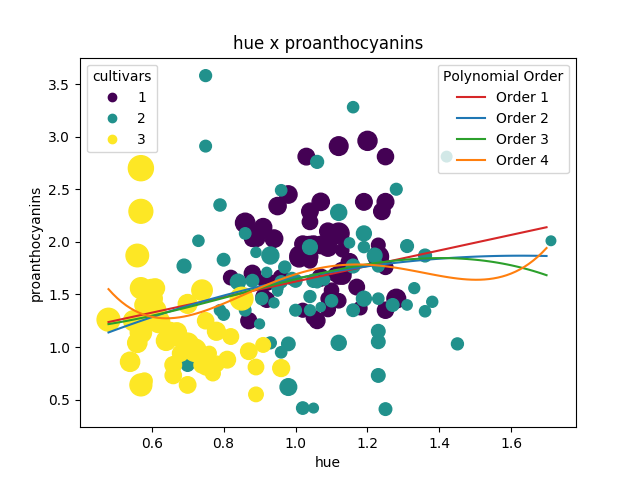 hue x proanthocyanins
cultivars
1
2
3
Polynomial Order
Order 1
Order 2
Order 3
Order 4
proanthocyanins
3.5
3.0
2.5
2.0
1.5
1.0
0.5
0.6 0.8 1.0 1.2 1.4 1.6
hue